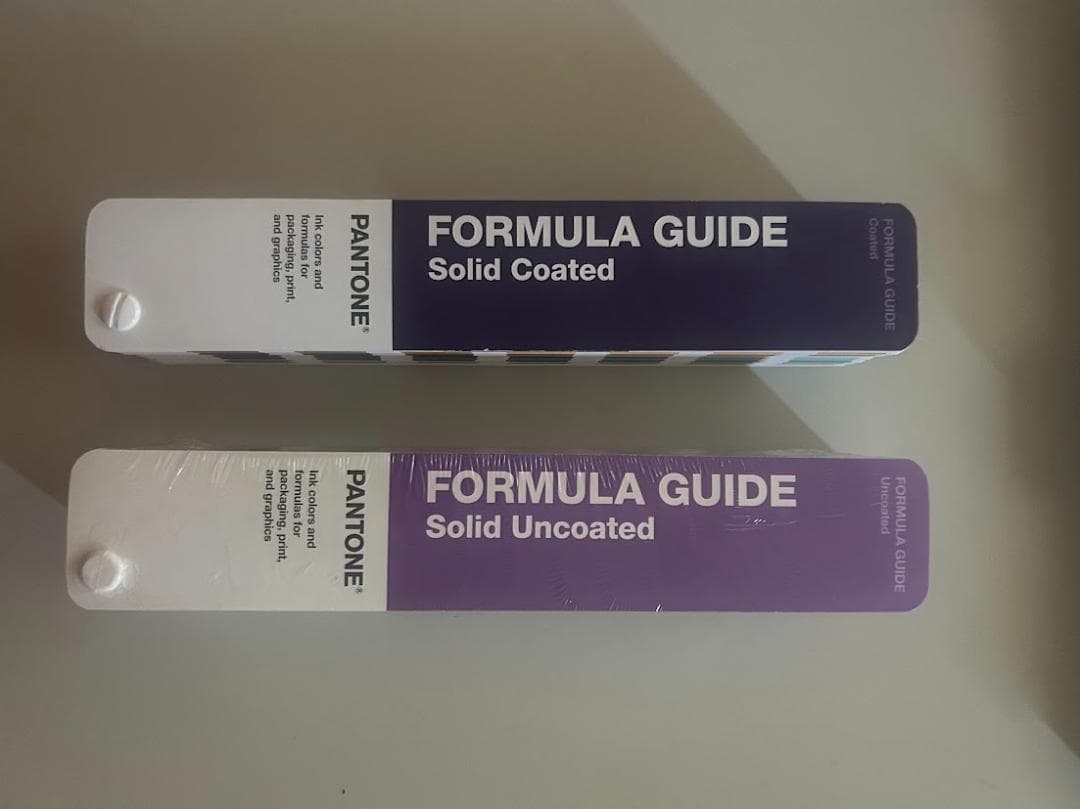 FORMULA GUIDE
Solid Coated
PANTONE®
Ink colors and
formulas for
packaging, print,
and graphics
FORMULA GUIDE
Coated
FORMULA GUIDE
Solid Uncoated
PANTONE®
Ink colors and
formulas for
packaging, print,
and graphics
FORMULA GUIDE
Uncoated